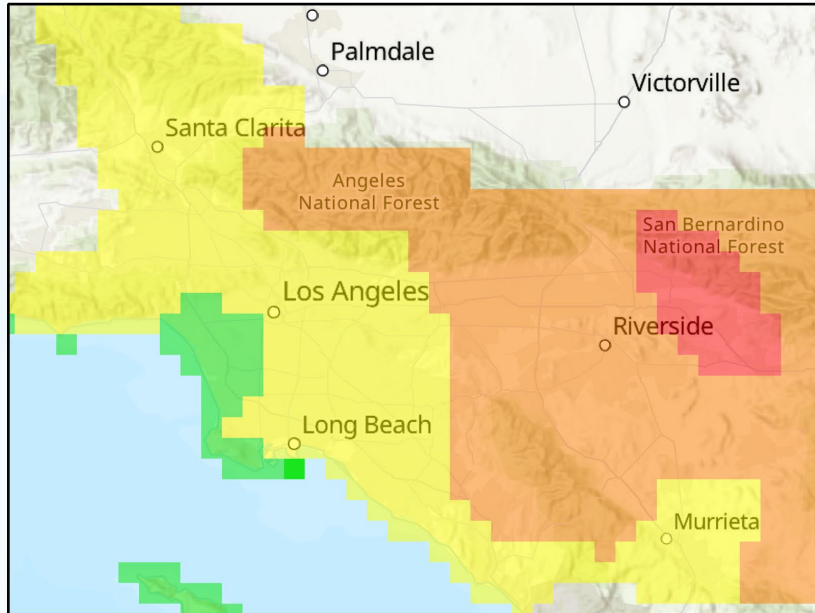 Palmdale
Victorville
Santa Clarita
Angeles
National Forest
San Bernardino
National Forest
Los Angeles
Riverside
Long Beach
Murrieta